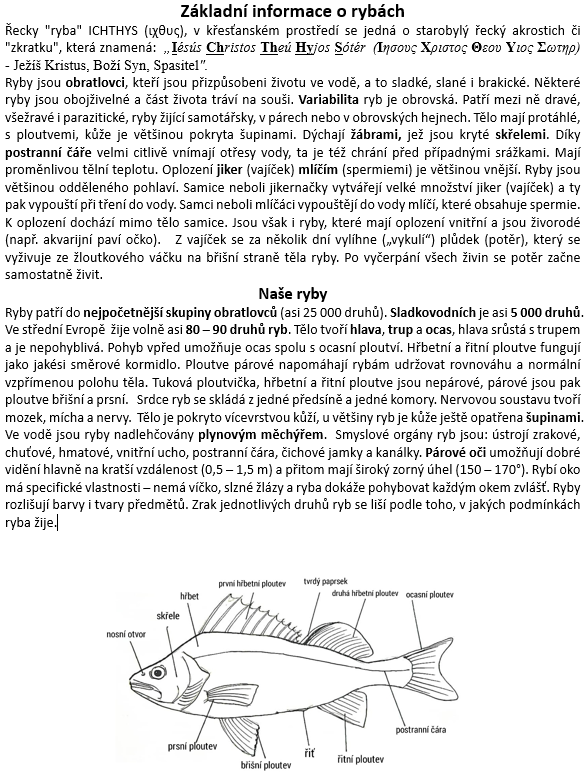 Základní informace o rybách
Řecky "ryba" ICHTHYS (ιχθυς), v křesťanském prostředí se jedná o starobylý řecký akrostich či
"zkratku", která znamená: „Iésús Christos Theú Hyjos Sótér (Ιησους Χριστος Θεου Υιος Σωτηρ)
- Ježíš Kristus, Boží Syn, Spasitel".
Ryby jsou obratlovci, kteří jsou přizpůsobeni životu ve vodě, a to sladké, slané i brakické. Některé
ryby jsou obojživelné a část života tráví na souši. Variabilita ryb je obrovská. Patří mezi ně dravé,
všežravé i parazitické, ryby žijící samotářsky, v párech nebo v obrovských hejnech. Tělo mají protáhlé,
s ploutvemi, kůže je většinou pokryta šupinami. Dýchají žábrami, jež jsou kryté skřelemi. Díky
postranní čáře velmi citlivě vnímají otřesy vody, ta je též chrání před případnými srážkami. Mají
proměnlivou tělní teplotu. Oplození jiker (vajíček) mlíčím (spermiemi) je většinou vnější. Ryby jsou
většinou odděleného pohlaví. Samice neboli jikernačky vytvářejí velké množství jiker (vajíček) a ty
pak vypouští při tření do vody. Samci neboli mlíčáci vypouštějí do vody mlíčí, které obsahuje spermie.
K oplození dochází mimo tělo samice. Jsou však i ryby, které mají oplození vnitřní a jsou živorodé
(např. akvarijní paví očko). Z vajíček se za několik dní vylíhne („vykulí“) plůdek (potěr), který se
vyživuje ze žloutkového váčku na břišní straně těla ryby. Po vyčerpání všech živin se potěr začne
samostatně živit.
Naše ryby
Ryby patří do nejpočetnější skupiny obratlovců (asi 25 000 druhů). Sladkovodních je asi 5 000 druhů.
Ve střední Evropě žije volně asi 80 – 90 druhů ryb. Tělo tvoří hlava, trup a ocas, hlava srůstá s trupem
a je nepohyblivá. Pohyb vpřed umožňuje ocas spolu s ocasní ploutví. Hřbetní a řitní ploutve fungují
jako jakési směrové kormidlo. Ploutve párové napomáhají rybám udržovat rovnováhu a normální
vzpřímenou polohu těla. Tuková ploutvička, hřbetní a řitní ploutve jsou nepárové, párové jsou pak
ploutve břišní a prsní. Srdce ryb se skládá z jedné předsíně a jedné komory. Nervovou soustavu tvoří
mozek, mícha a nervy. Tělo je pokryto vícevrstvou kůží, u většiny ryb je kůže ještě opatřena šupinami.
Ve vodě jsou ryby nadlehčovány plynovým měchýřem. Smyslové orgány ryb jsou: ústrojí zrakové,
chuťové, hmatové, vnitřní ucho, postranní čára, čichové jamky a kanálky. Párové oči umožňují dobré
vidění hlavně na kratší vzdálenost (0,5 – 1,5 m) a přitom mají široký zorný úhel (150 – 170°). Rybí oko
má specifické vlastnosti – nemá víčko, slzné žlázy a ryba dokáže pohybovat každým okem zvlášť. Ryby
rozlišují barvy i tvary předmětů. Zrak jednotlivých druhů ryb se liší podle toho, v jakých podmínkách
ryba žije.
první hřbetní ploutev
tvrdý paprsek
druhá hřbetní ploutev
ocasní ploutev
hřbet
skřele
nosní otvor
postranní čára
prsní ploutev
břišní ploutev
řiť
řitní ploutev